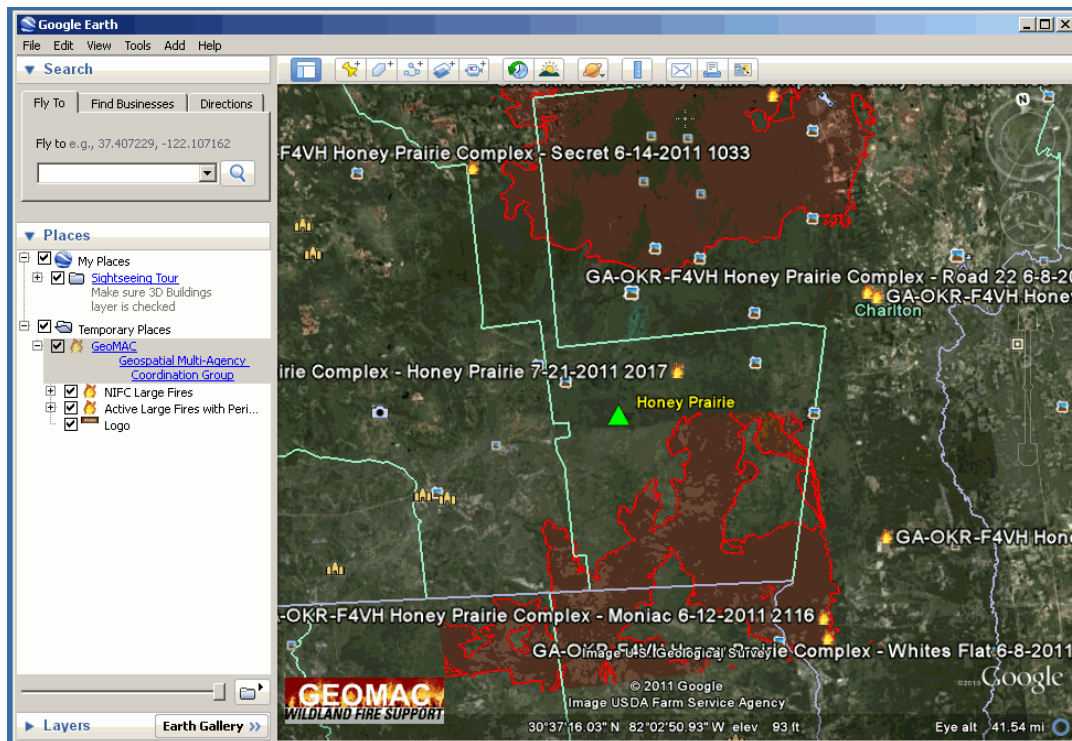 Google Earth
File Edit View Tools Add Help
Search
Fly To Find Businesses Directions
Fly to e.g., 37.407229, -122.107162
Places
My Places
Sightseeing Tour
Make sure 3D Buildings
layer is checked
Temporary Places
GeoMAC
Geospatial Multi-Agency
Coordination Group
NIFC Large Fires
Active Large Fires with Peri...
Logo
Layers
Earth Gallery >>
N
-F4VH Honey Prairie Complex - Secret 6-14-2011 1033
GA-OKR-F4VH Honey Prairie Complex - Road 22 6-8-20
GA-OKR-F4VH Honey
Charlton
irie Complex - Honey Prairie 7-21-2011 2017
Honey Prairie
GA-OKR-F4VH Hone
A-OKR-F4VH Honey Prairie Complex - Moniac 6-12-2011 2116
GA-OKR-F4VH Honey Prairie Complex - Whites Flat 6-8-2011
Image U.S. Geological Survey
©2010 Google
GEOMAC
WILDLAND FIRE SUPPORT
© 2011 Google
Image USDA Farm Service Agency
30°37'16.03" N 82°02'50.93" W elev 93 ft
Eye alt 41.54 mi